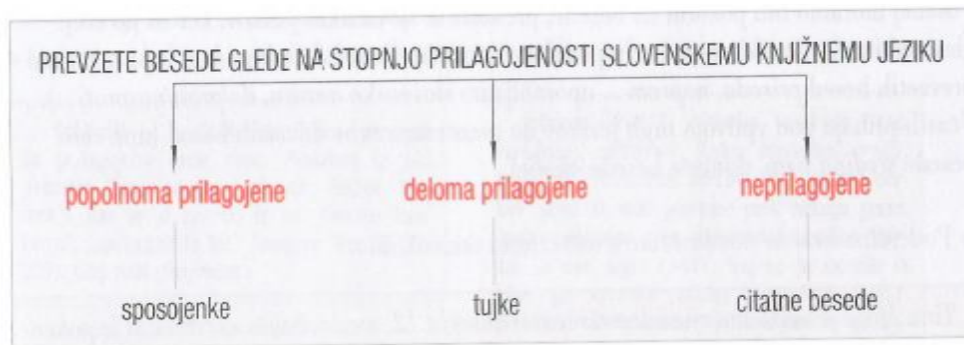 PREVZETE BESEDE GLEDE NA STOPNJO PRILAGOJENOSTI SLOVENSKEMU KNJIŽNEMU JEZIKU
popolnoma prilagojene deloma prilagojene neprilagojene
sposojenke tujke citatne besede